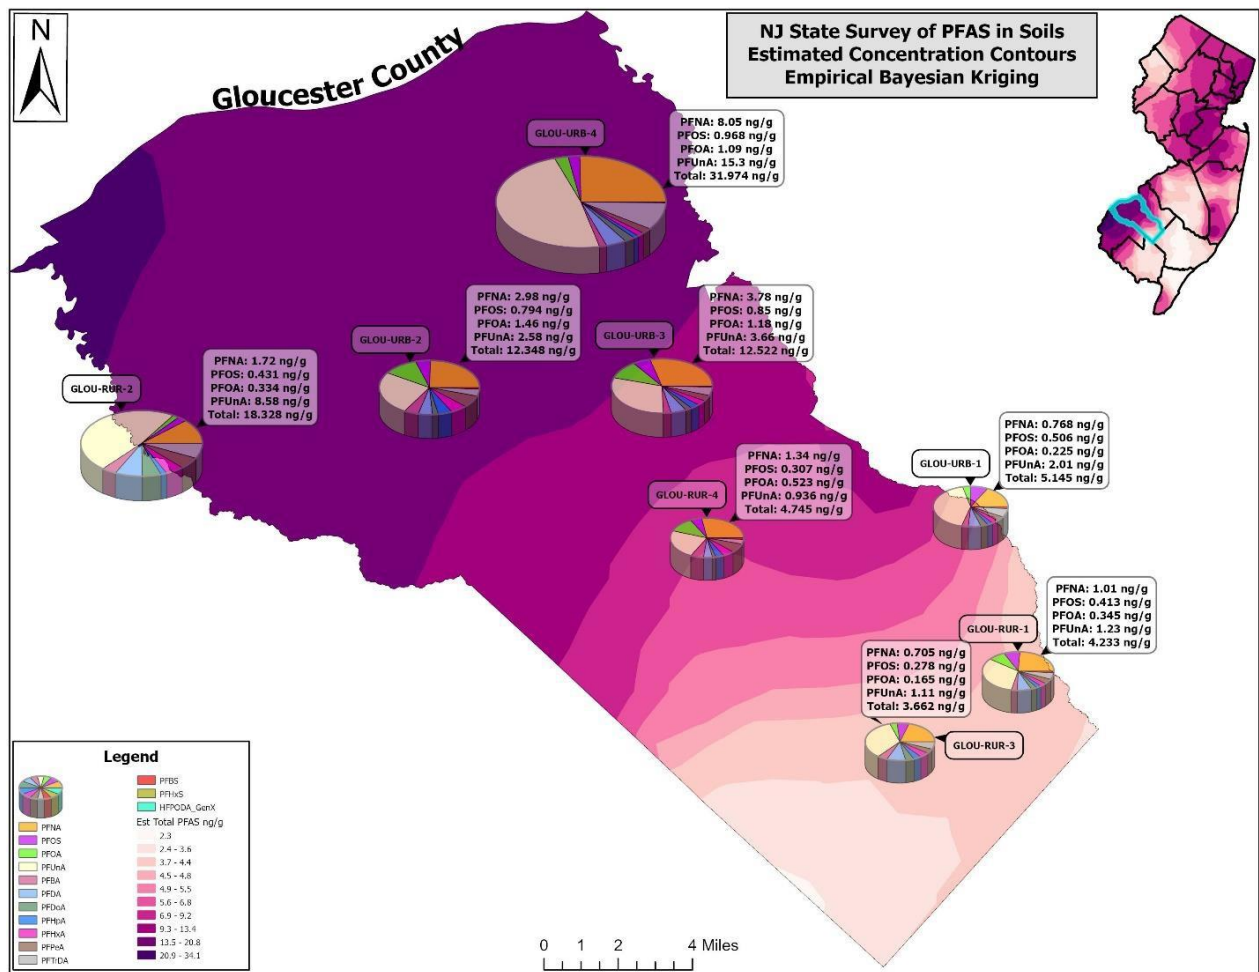 N
Gloucester County
NJ State Survey of PFAS in Soils
Estimated Concentration Contours
Empirical Bayesian Kriging
GLOU-URB-4
PFNA: 8.05 ng/g
PFOS: 0.968 ng/g
PFOA: 1.09 ng/g
PFUnA: 15.3 ng/g
Total: 31.974 ng/g
GLOU-URB-2
PFNA: 2.98 ng/g
PFOS: 0.794 ng/g
PFOA: 1.46 ng/g
PFUnA: 2.58 ng/g
Total: 12.348 ng/g
GLOU-URB-3
PFNA: 3.78 ng/g
PFOS: 0.85 ng/g
PFOA: 1.18 ng/g
PFUnA: 3.66 ng/g
Total: 12.522 ng/g
GLOU-RUR-2
PFNA: 1.72 ng/g
PFOS: 0.431 ng/g
PFOA: 0.334 ng/g
PFUnA: 8.58 ng/g
Total: 18.328 ng/g
GLOU-RUR-4
PFNA: 1.34 ng/g
PFOS: 0.307 ng/g
PFOA: 0.523 ng/g
PFUnA: 0.936 ng/g
Total: 4.745 ng/g
GLOU-URB-1
PFNA: 0.768 ng/g
PFOS: 0.506 ng/g
PFOA: 0.225 ng/g
PFUnA: 2.01 ng/g
Total: 5.145 ng/g
GLOU-RUR-1
PFNA: 1.01 ng/g
PFOS: 0.413 ng/g
PFOA: 0.345 ng/g
PFUnA: 1.23 ng/g
Total: 4.233 ng/g
PFNA: 0.705 ng/g
PFOS: 0.278 ng/g
PFOA: 0.165 ng/g
PFUnA: 1.11 ng/g
Total: 3.662 ng/g
GLOU-RUR-3
Legend
PFNA
PFOS
PFOA
PFUnA
PFBA
PFDA
PFDoA
PFHpA
PFHxA
PFPeA
PFTrDA
PFBS
PFHxS
HFPODA_GenX
Est Total PFAS ng/g
2.3
2.4 - 3.6
3.7 - 4.4
4.5 - 4.8
4.9 - 5.5
5.6 - 6.8
6.9 - 9.2
9.3 - 13.4
13.5 - 20.8
20.9 - 34.1
0 1 2 4 Miles